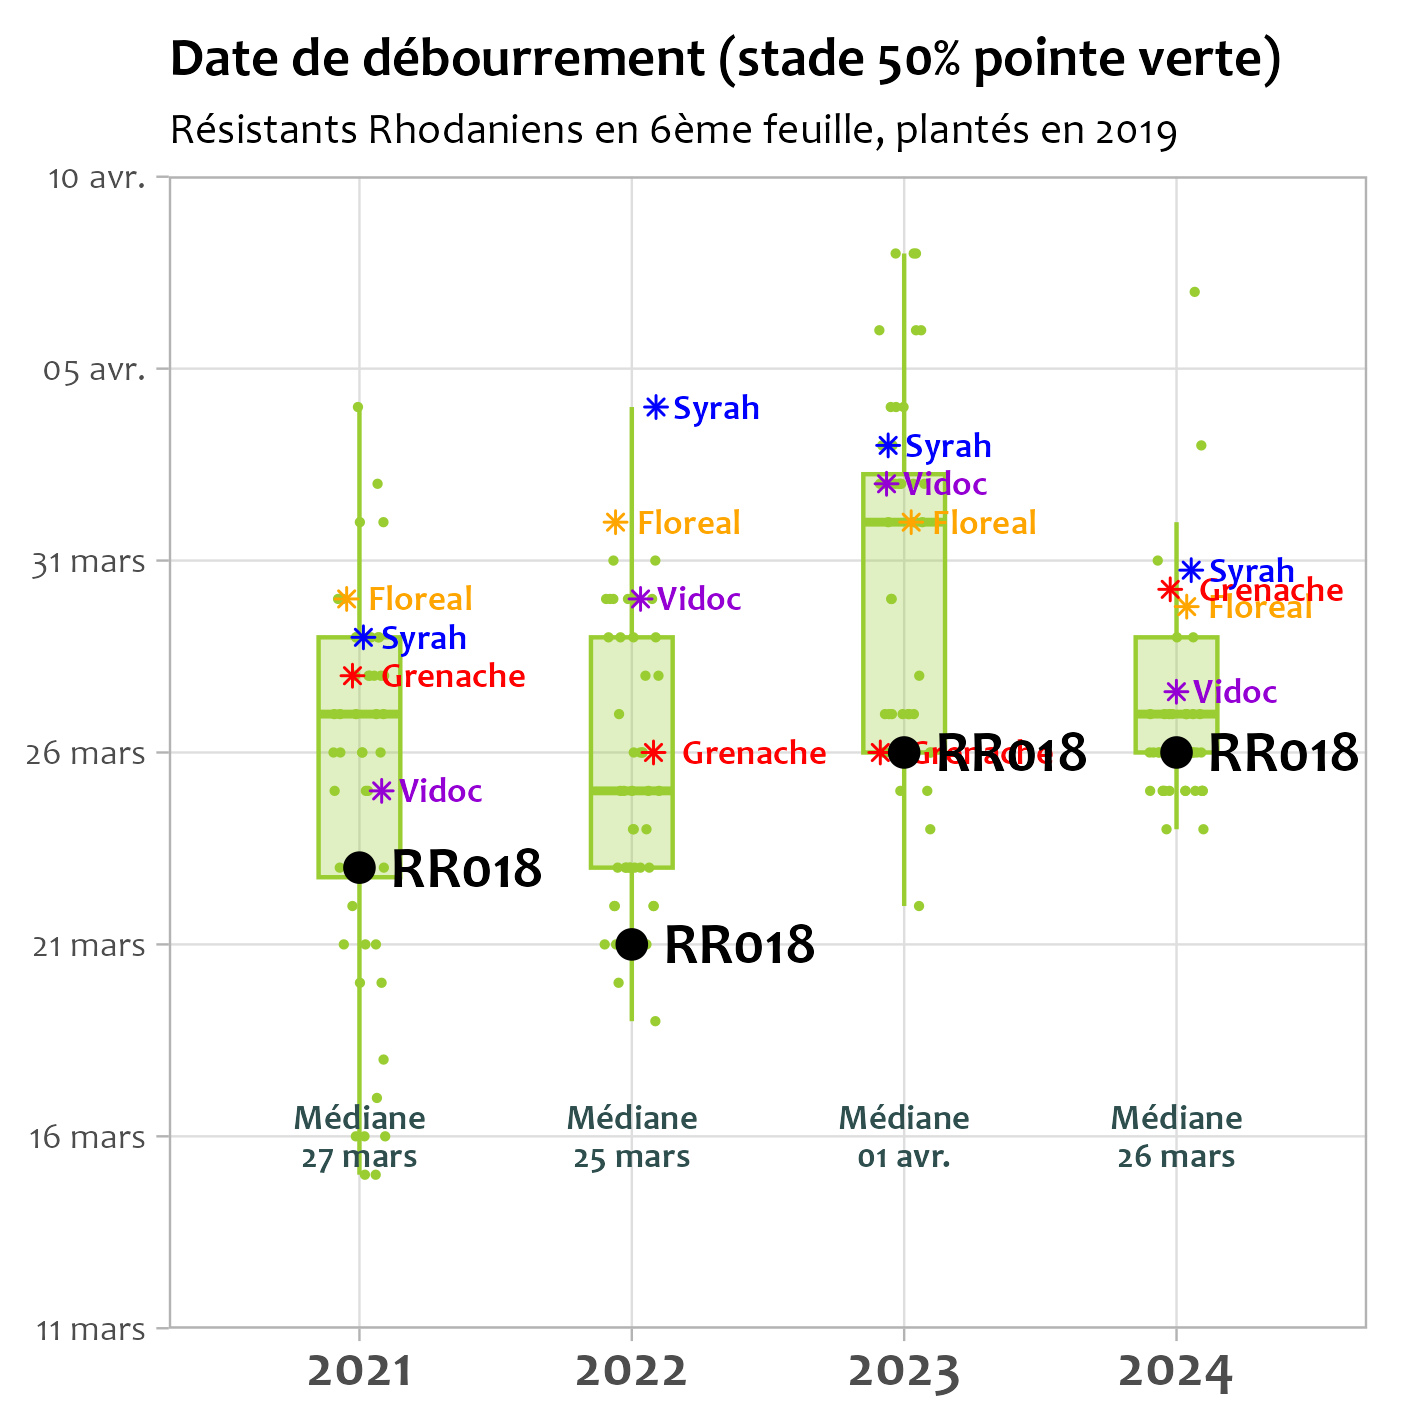 Date de débourrement (stade 50% pointe verte)
Résistants Rhodaniens en 6ème feuille, plantés en 2019
10 avr.
05 avr.
31 mars
26 mars
21 mars
16 mars
11 mars
Floreal
Syrah
Grenache
Vidoc
RR018
Médiane
27 mars
Syrah
Floreal
Vidoc
Grenache
RR018
Médiane
25 mars
Syrah
Vidoc
Floreal
Grenache
RR018
Médiane
01 avr.
Syrah
Grenache
Floreal
Vidoc
RR018
Médiane
26 mars
2021
2022
2023
2024